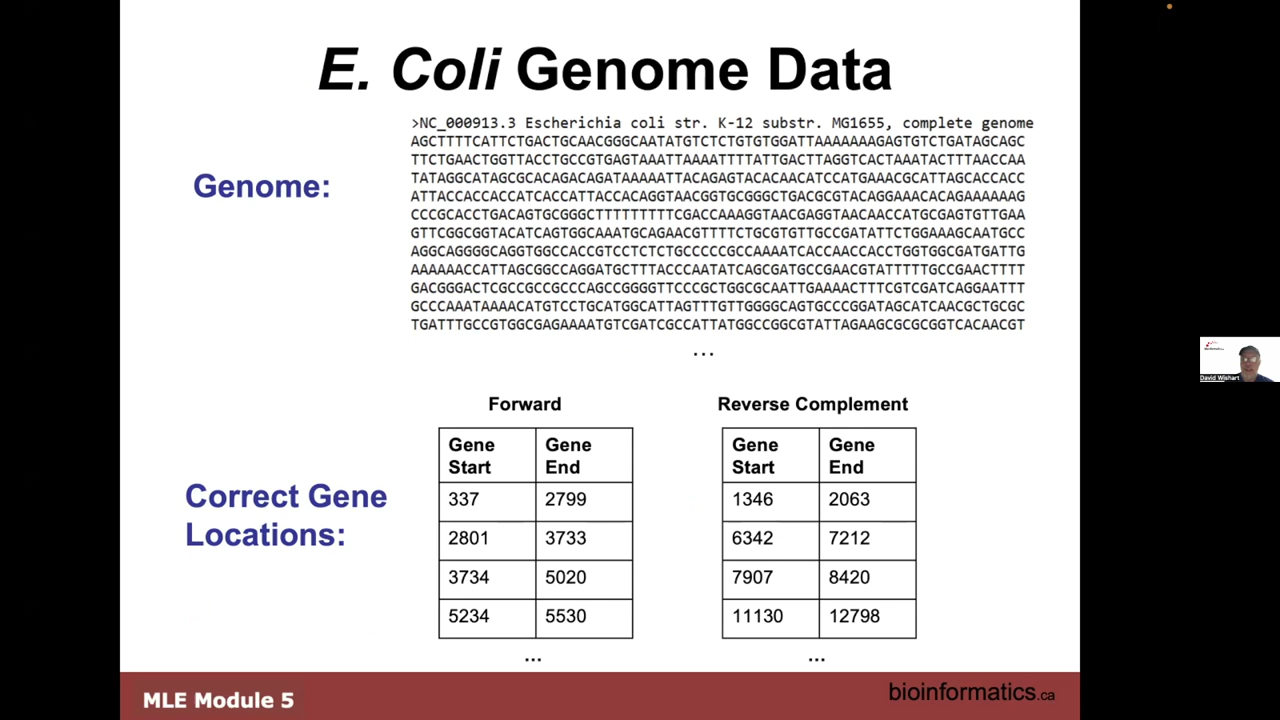 E. Coli Genome Data
>NC_000913.3 Escherichia coli str. K-12 substr. MG1655, complete genome
AGCTTTTCATTCTGACTGCAACGGGCAATATGTCTCTGTGTGGATTAAAAAAAGAGTGTCTGATAGCAGC
TTCTGAACTGGTTACCTGCCGTGAGTAAATTAAAATTTTATTGACTTAGGTCACTAAATACTTTAACCAA
TATAGGCATAGCGCACAGACAGATAAAAATTACAGAGTACACAACATCCATGAAACGCATTAGCACCACC
ATTACCACCACCATCACCATTACCACAGGTAACGGTGCGGGCTGACGCGTACAGGAAACACAGAAAAAAG
CCCGCACCTGACAGTGCGGGCTTTTTTTTTCGACCAAAGGTAACGAGGTAACAACCATGCGAGTGTTGAA
GTTCGGCGGTACATCAGTGGCAAATGCAGAACGTTTTCTGCGTGTTGCCGATATTCTGGAAAGCAATGCC
AGGCAGGGGCAGGTGGCCACCGTCCTCTCTGCCCCCGCCAAAATCACCAACCACCTGGTGGCGATGATTG
AAAAAACCATTAGCGGCCAGGATGCTTTACCCAATATCAGCGATGCCGAACGTATTTTTGCCGAACTTTT
GACGGGACTCGCCGCCGCCCAGCCGGGGTTCCCGCTGGCGCAATTGAAAACTTTCGTCGATCAGGAATTT
GCCCAAATAAAACATGTCCTGCATGGCATTAGTTTGTTGGGGCAGTGCCCGGATAGCATCAACGCTGCGC
TGATTTGCCGTGGCGAGAAAATGTCGATCGCCATTATGGCCGGCGTATTAGAAGCGCGCGGTCACAACGT
Genome:
...
Forward
Reverse Complement
Gene Start Gene End
337 2799
2801 3733
3734 5020
5234 5530
...
Gene Start Gene End
1346 2063
6342 7212
7907 8420
11130 12798
...
Correct Gene
Locations:
MLE Module 5
bioinformatics.ca
David Wishart